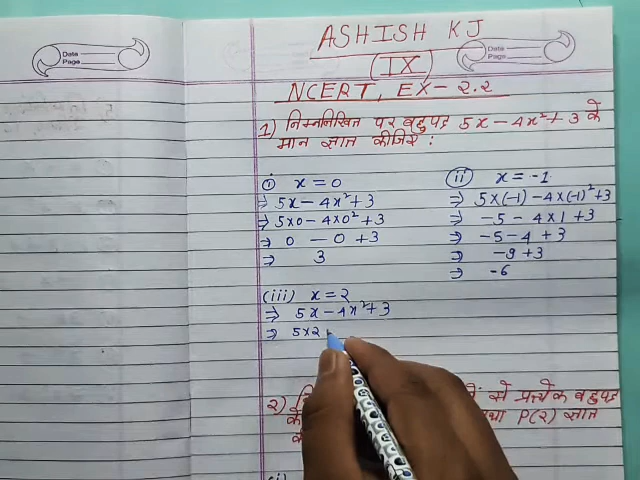 Date
Page
Date
Page
ASHISH KJ
(IX)
NCERT, EX-2.2
1) निम्नलिखित पर बहुपद 5x - 4x² + 3 के
मान ज्ञात कीजिए :
(i) x = 0
⇒ 5x - 4x² + 3
⇒ 5x0 - 4x0² + 3
⇒ 0 - 0 + 3
⇒ 3
(ii) x = -1
⇒ 5x(-1) - 4x(-1)² + 3
⇒ -5 - 4x1 + 3
⇒ -5 - 4 + 3
⇒ -9 + 3
⇒ -6
(iii) x = 2
⇒ 5x - 4x² + 3
⇒ 5x2
2) से प्रत्येक बहुपद
के P(2) ज्ञात
(i)